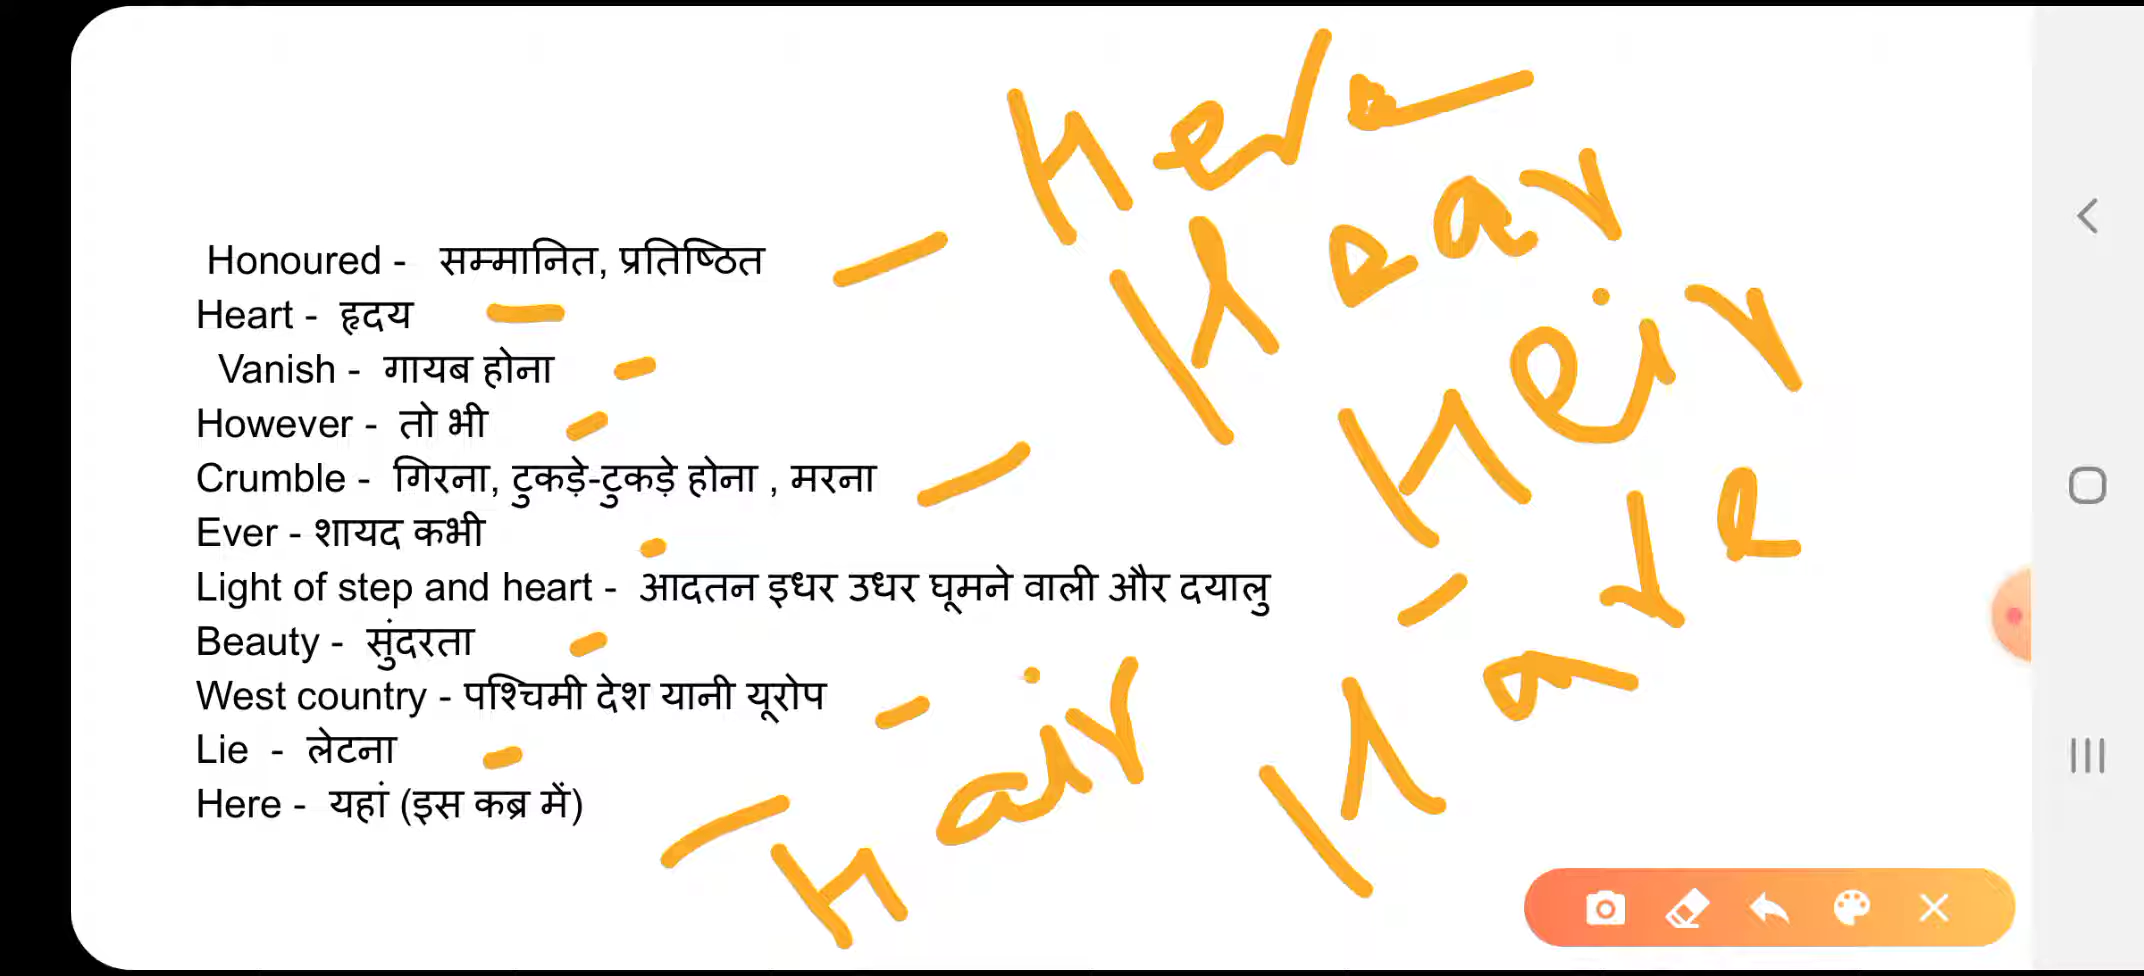 Honoured - सम्मानित, प्रतिष्ठित
Heart - हृदय
Vanish - गायब होना
However - तो भी
Crumble - गिरना, टुकड़े-टुकड़े होना , मरना
Ever - शायद कभी
Light of step and heart - आदतन इधर उधर घूमने वाली और दयालु
Beauty - सुंदरता
West country - पश्चिमी देश यानी यूरोप
Lie - लेटना
Here - यहां (इस कब्र में)
Here
Hear
Heir
Hare
Hair